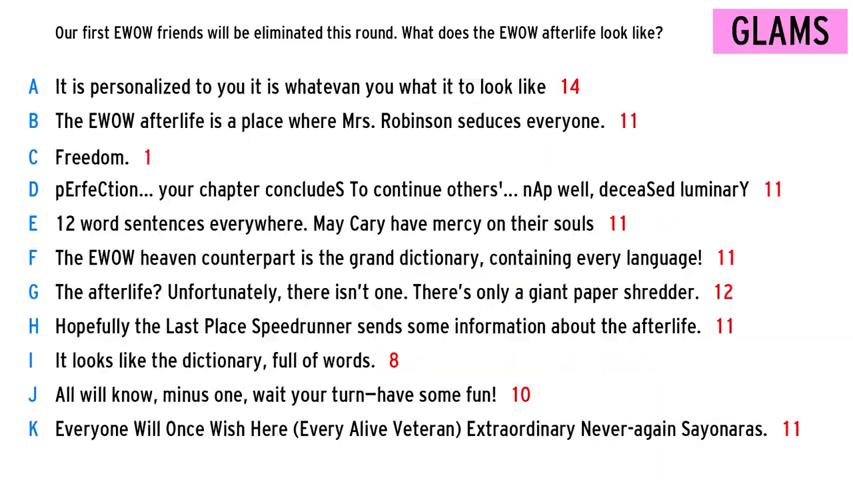 Our first EWOW friends will be eliminated this round. What does the EWOW afterlife look like?
GLAMS
A It is personalized to you it is whatevan you what it to look like 14
B The EWOW afterlife is a place where Mrs. Robinson seduces everyone. 11
C Freedom. 1
D pErfeCtion... your chapter concludeS To continue others'... nAp well, deceaSed luminarY 11
E 12 word sentences everywhere. May Cary have mercy on their souls 11
F The EWOW heaven counterpart is the grand dictionary, containing every language! 11
G The afterlife? Unfortunately, there isn't one. There's only a giant paper shredder. 12
H Hopefully the Last Place Speedrunner sends some information about the afterlife. 11
I It looks like the dictionary, full of words. 8
J All will know, minus one, wait your turn—have some fun! 10
K Everyone Will Once Wish Here (Every Alive Veteran) Extraordinary Never-again Sayonaras. 11